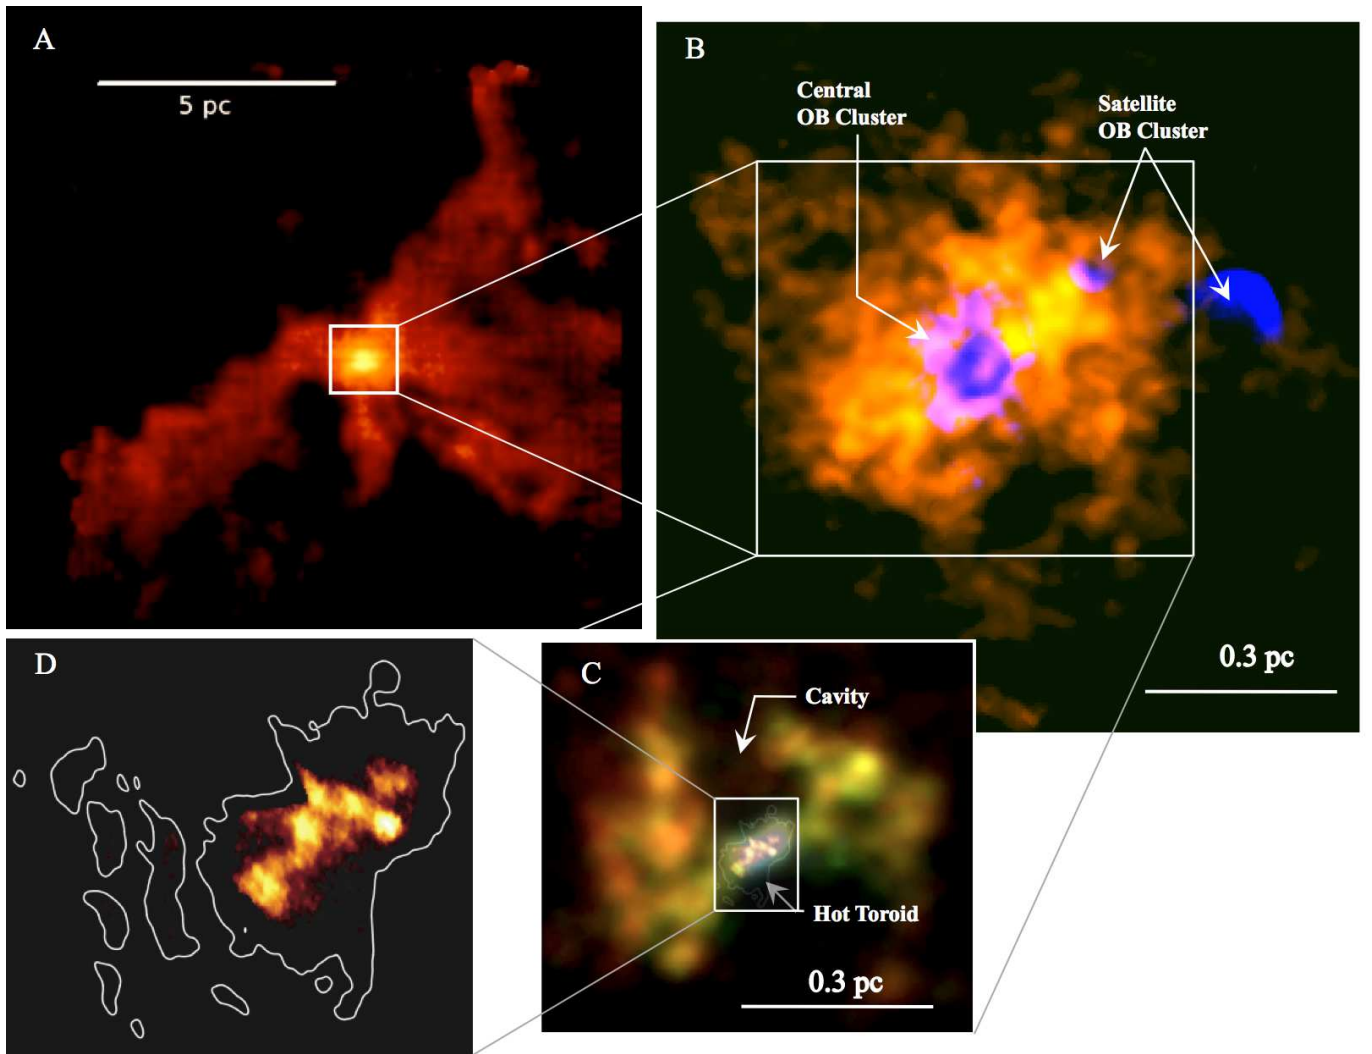 A
5 pc
B
Central
OB Cluster
Satellite
OB Cluster
0.3 pc
D
C
Cavity
Hot Toroid
0.3 pc